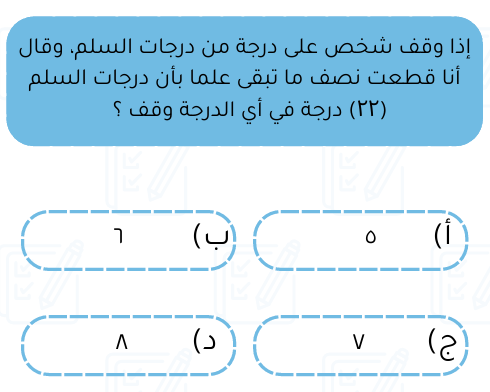 إذا وقف شخص على درجة من درجات السلم، وقال
أنا قطعت نصف ما تبقى علما بأن درجات السلم
(٢٢) درجة في أي الدرجة وقف ؟
أ) ٥
ب) ٦
ج) ٧
د) ٨